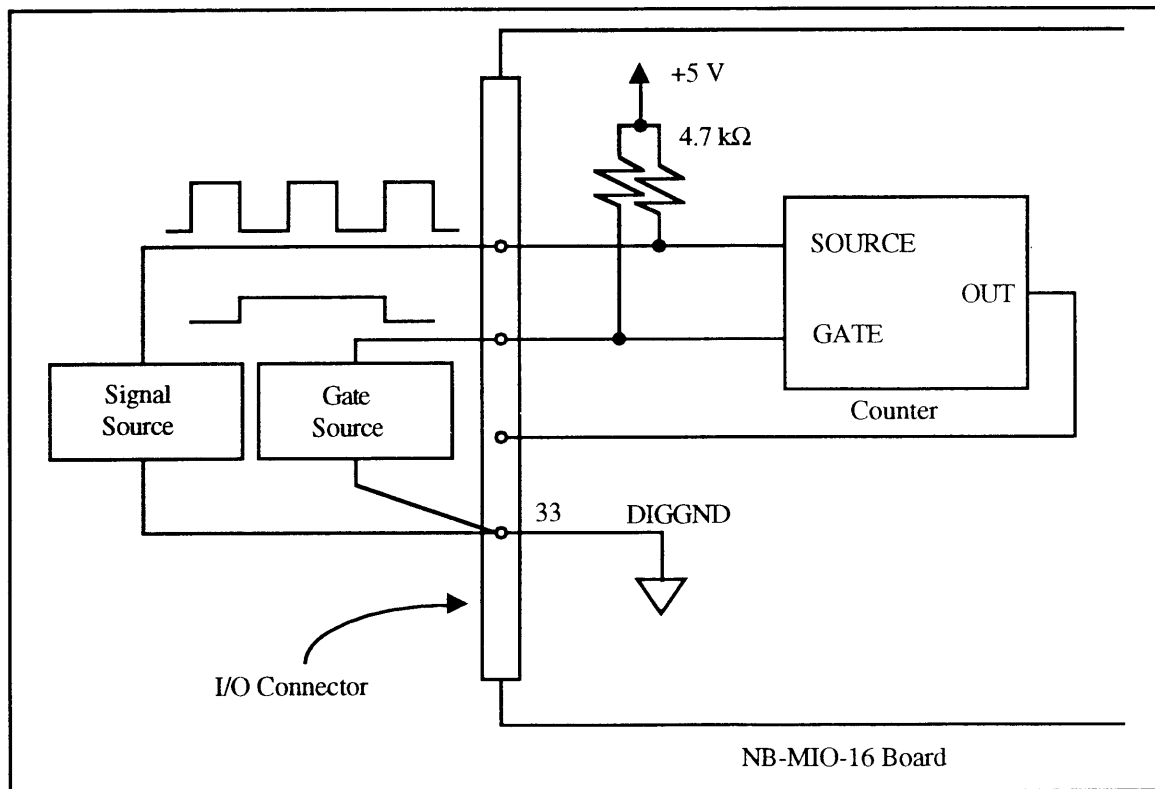 +5 V
4.7 kΩ
SOURCE
OUT
GATE
Counter
Signal
Source
Gate
Source
33
DIGGND
I/O Connector
NB-MIO-16 Board